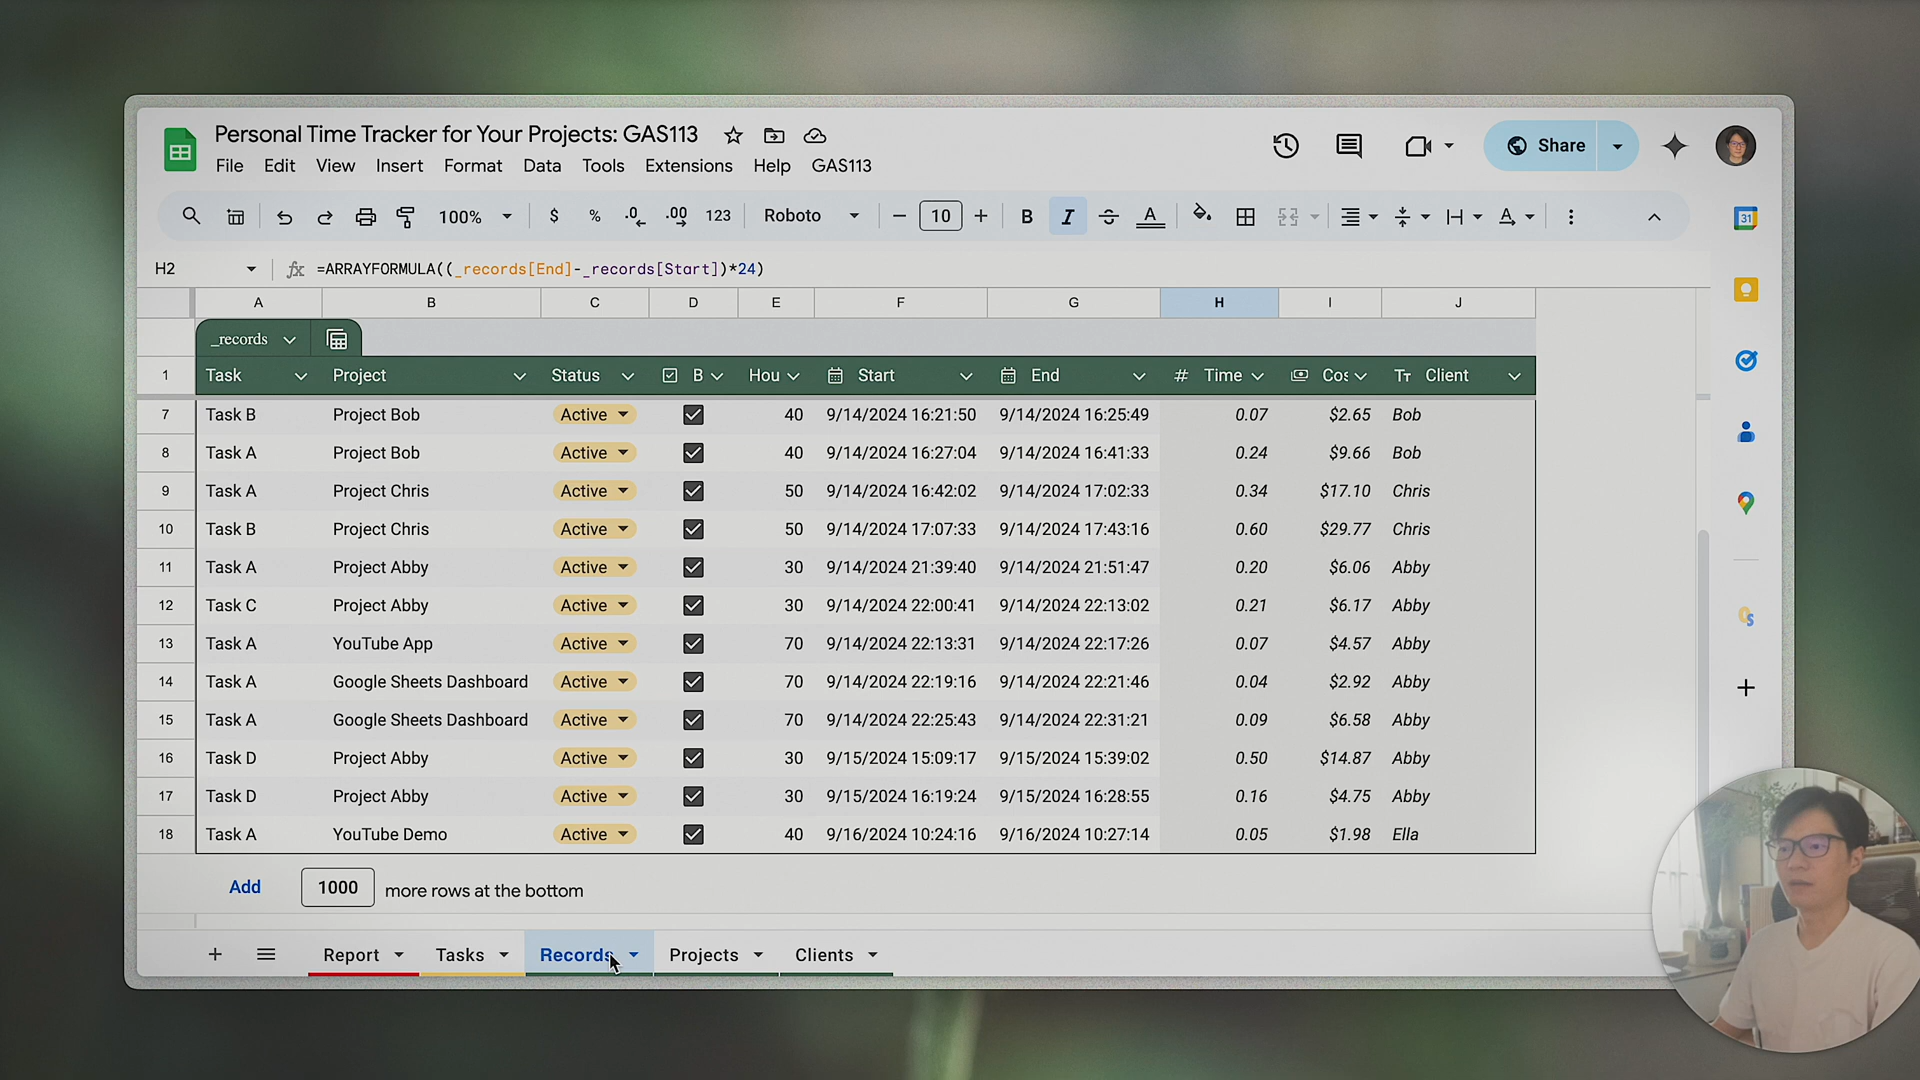 Personal Time Tracker for Your Projects: GAS113
File Edit View Insert Format Data Tools Extensions Help GAS113
Share
100% $ % .0 .00 123 Roboto 10 B I A
31
H2 fx =ARRAYFORMULA((_records[End]-_records[Start])*24)
A B C D E F G H I J
_records
1 Task Project Status B Hou Start End # Time Cos Tт Client
7 Task B Project Bob Active 40 9/14/2024 16:21:50 9/14/2024 16:25:49 0.07 $2.65 Bob
8 Task A Project Bob Active 40 9/14/2024 16:27:04 9/14/2024 16:41:33 0.24 $9.66 Bob
9 Task A Project Chris Active 50 9/14/2024 16:42:02 9/14/2024 17:02:33 0.34 $17.10 Chris
10 Task B Project Chris Active 50 9/14/2024 17:07:33 9/14/2024 17:43:16 0.60 $29.77 Chris
11 Task A Project Abby Active 30 9/14/2024 21:39:40 9/14/2024 21:51:47 0.20 $6.06 Abby
12 Task C Project Abby Active 30 9/14/2024 22:00:41 9/14/2024 22:13:02 0.21 $6.17 Abby
13 Task A YouTube App Active 70 9/14/2024 22:13:31 9/14/2024 22:17:26 0.07 $4.57 Abby
14 Task A Google Sheets Dashboard Active 70 9/14/2024 22:19:16 9/14/2024 22:21:46 0.04 $2.92 Abby
15 Task A Google Sheets Dashboard Active 70 9/14/2024 22:25:43 9/14/2024 22:31:21 0.09 $6.58 Abby
16 Task D Project Abby Active 30 9/15/2024 15:09:17 9/15/2024 15:39:02 0.50 $14.87 Abby
17 Task D Project Abby Active 30 9/15/2024 16:19:24 9/15/2024 16:28:55 0.16 $4.75 Abby
18 Task A YouTube Demo Active 40 9/16/2024 10:24:16 9/16/2024 10:27:14 0.05 $1.98 Ella
Add 1000 more rows at the bottom
Report Tasks Records Projects Clients